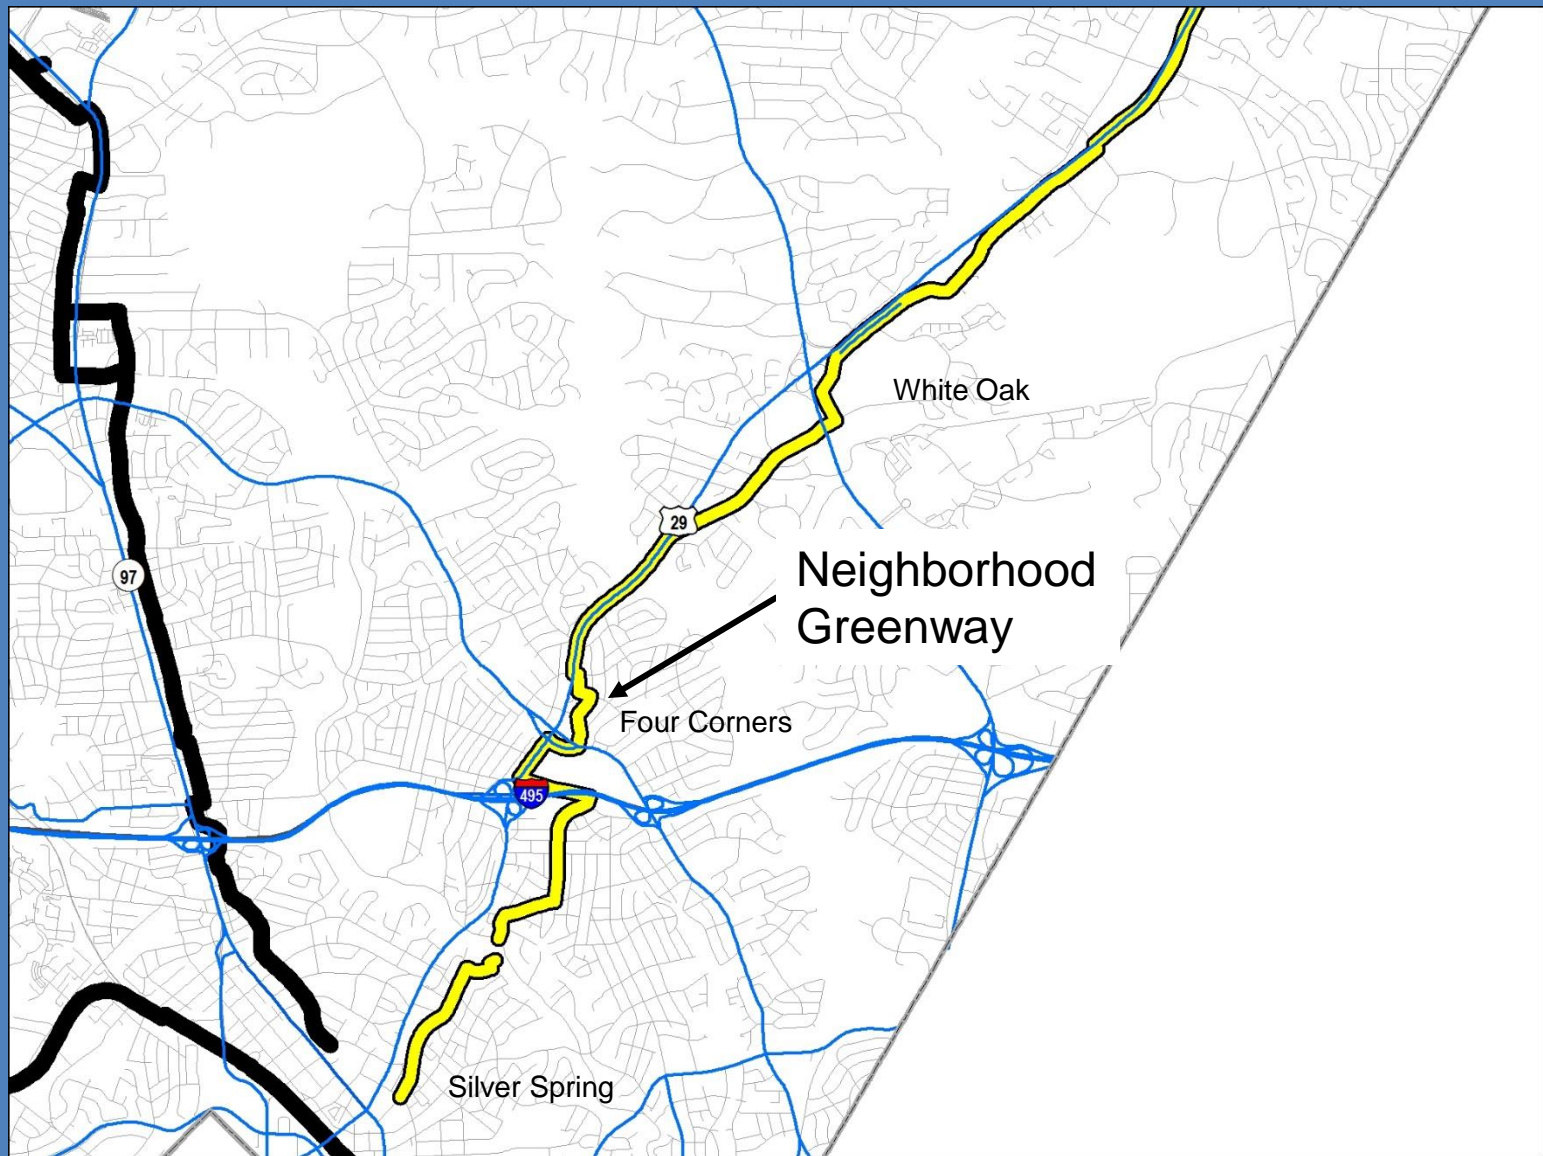 White Oak
29
Neighborhood
Greenway
97
Four Corners
495
Silver Spring